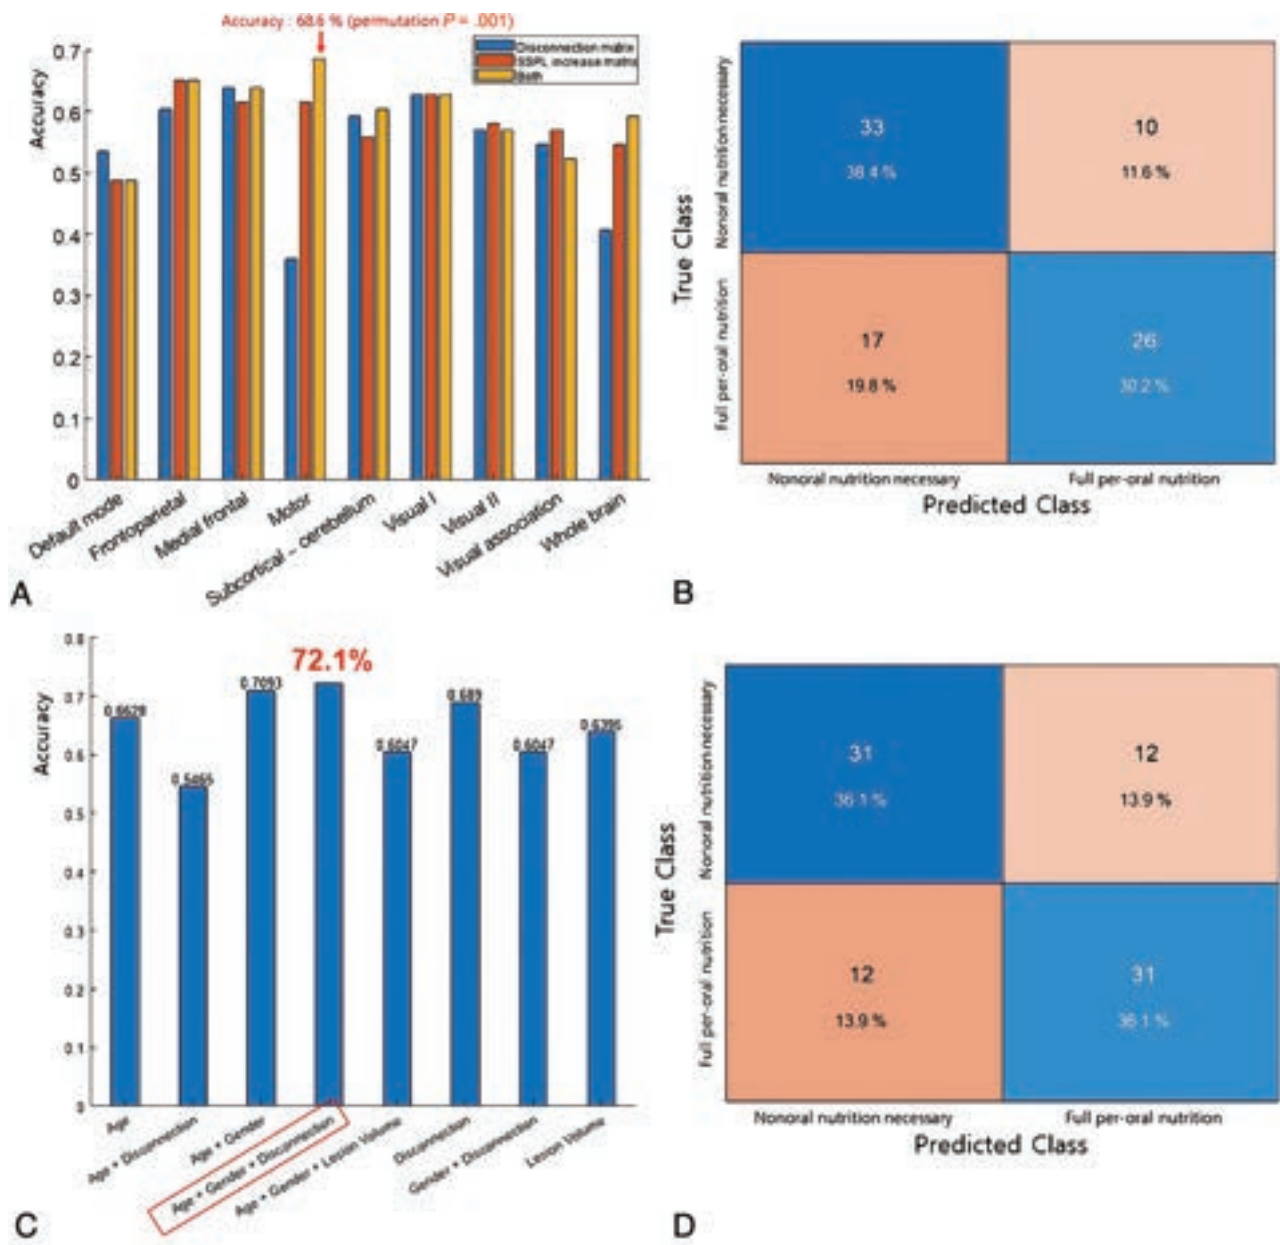 Accuracy : 68.6 % (permutation P = .001)
Disconnection matrix
SSPL increase matrix
Both
Accuracy
0.7
0.6
0.5
0.4
0.3
0.2
0.1
0
Default mode
Frontoparietal
Medial frontal
Motor
Subcortical - cerebellum
Visual I
Visual II
Visual association
Whole brain
A
True Class
Nonoral nutrition necessary
Full per-oral nutrition
33
38.4 %
10
11.6 %
17
19.8 %
26
30.2 %
Nonoral nutrition necessary
Full per-oral nutrition
Predicted Class
B
Accuracy
0.8
0.7
0.6
0.5
0.4
0.3
0.2
0.1
0
72.1%
0.6628
0.5465
0.7093
0.6047
0.689
0.6047
0.6395
Age
Age + Disconnection
Age + Gender
Age + Gender + Disconnection
Age + Gender + Lesion Volume
Disconnection
Gender + Disconnection
Lesion Volume
C
True Class
Nonoral nutrition necessary
Full per-oral nutrition
31
36.1 %
12
13.9 %
12
13.9 %
31
36.1 %
Nonoral nutrition necessary
Full per-oral nutrition
Predicted Class
D